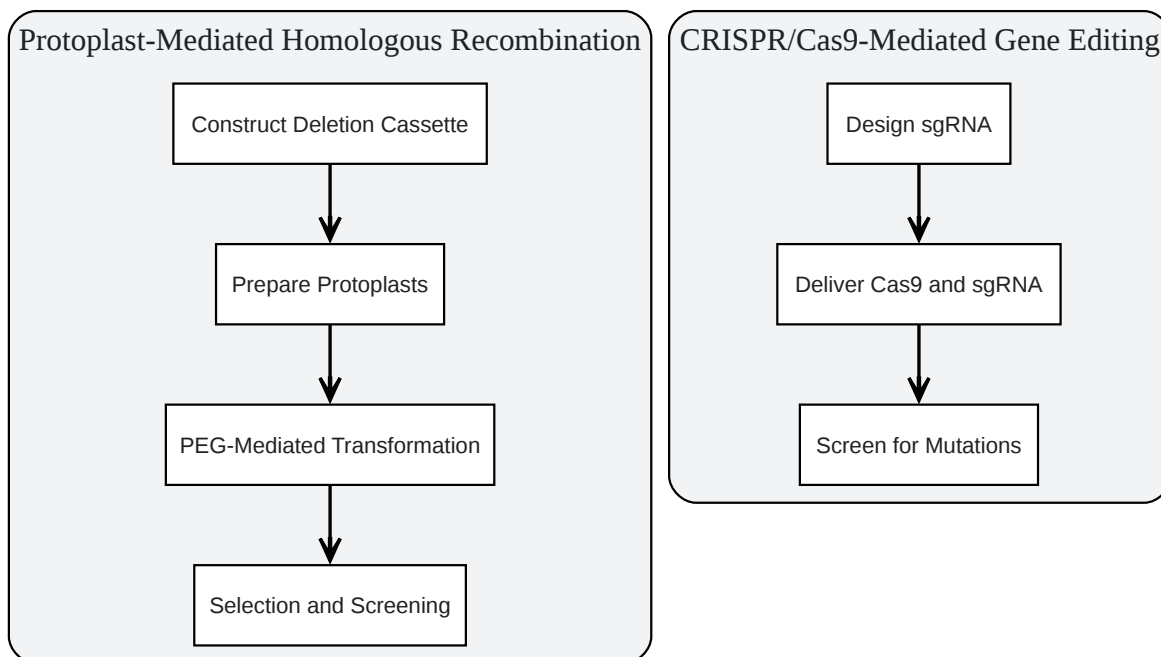 Protoplast-Mediated Homologous Recombination
Construct Deletion Cassette
Prepare Protoplasts
PEG-Mediated Transformation
Selection and Screening
CRISPR/Cas9-Mediated Gene Editing
Design sgRNA
Deliver Cas9 and sgRNA
Screen for Mutations